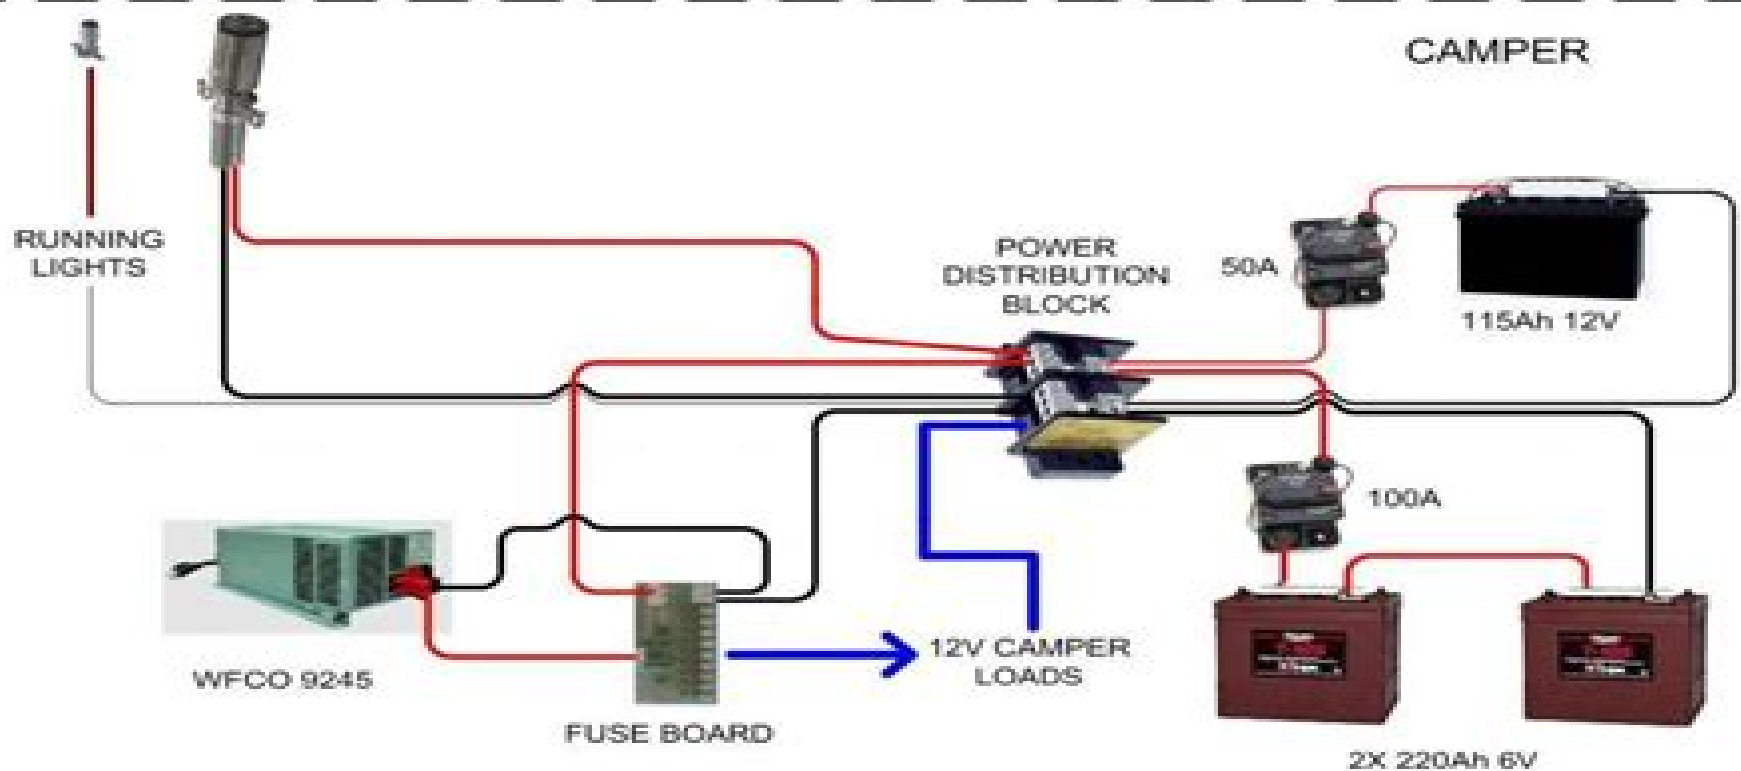 CAMPER
RUNNING
LIGHTS
POWER
DISTRIBUTION
BLOCK
50A
115Ah 12V
100A
WFCO 9245
12V CAMPER
LOADS
FUSE BOARD
2X 220Ah 6V